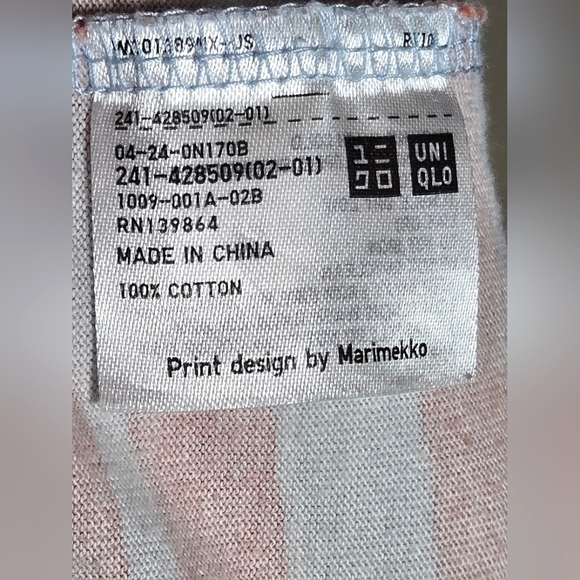 241-428509(02-01)
04-24-0N170B
241-428509(02-01)
1009-001A-02B
RN139864
MADE IN CHINA
100% COTTON
ユニ
クロ
UNI
QLO
Print design by Marimekko